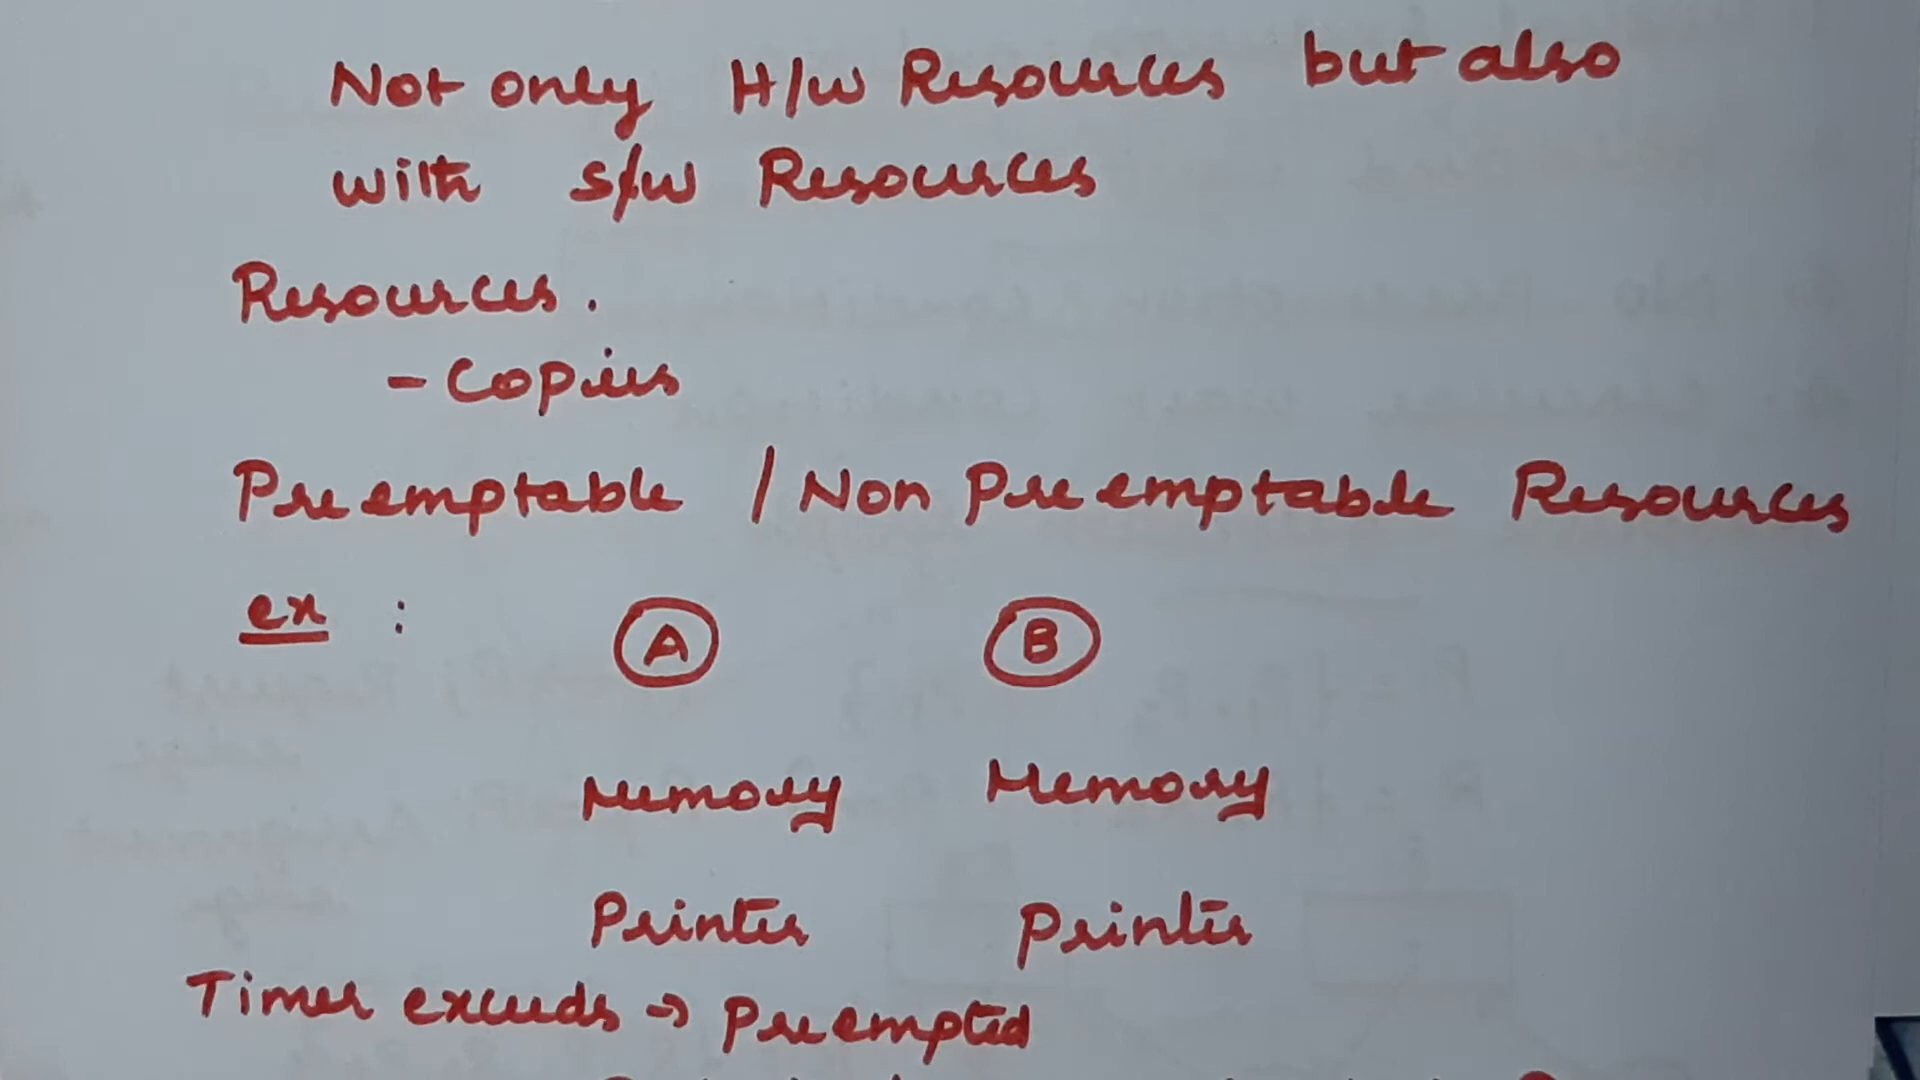 Not only H/w Resources but also
with s/w Resources
Resources.
- Copies
Preemptable / Non Preemptable Resources
ex :
A B
Memory Memory
Printer Printer
Timer exceeds → Preempted